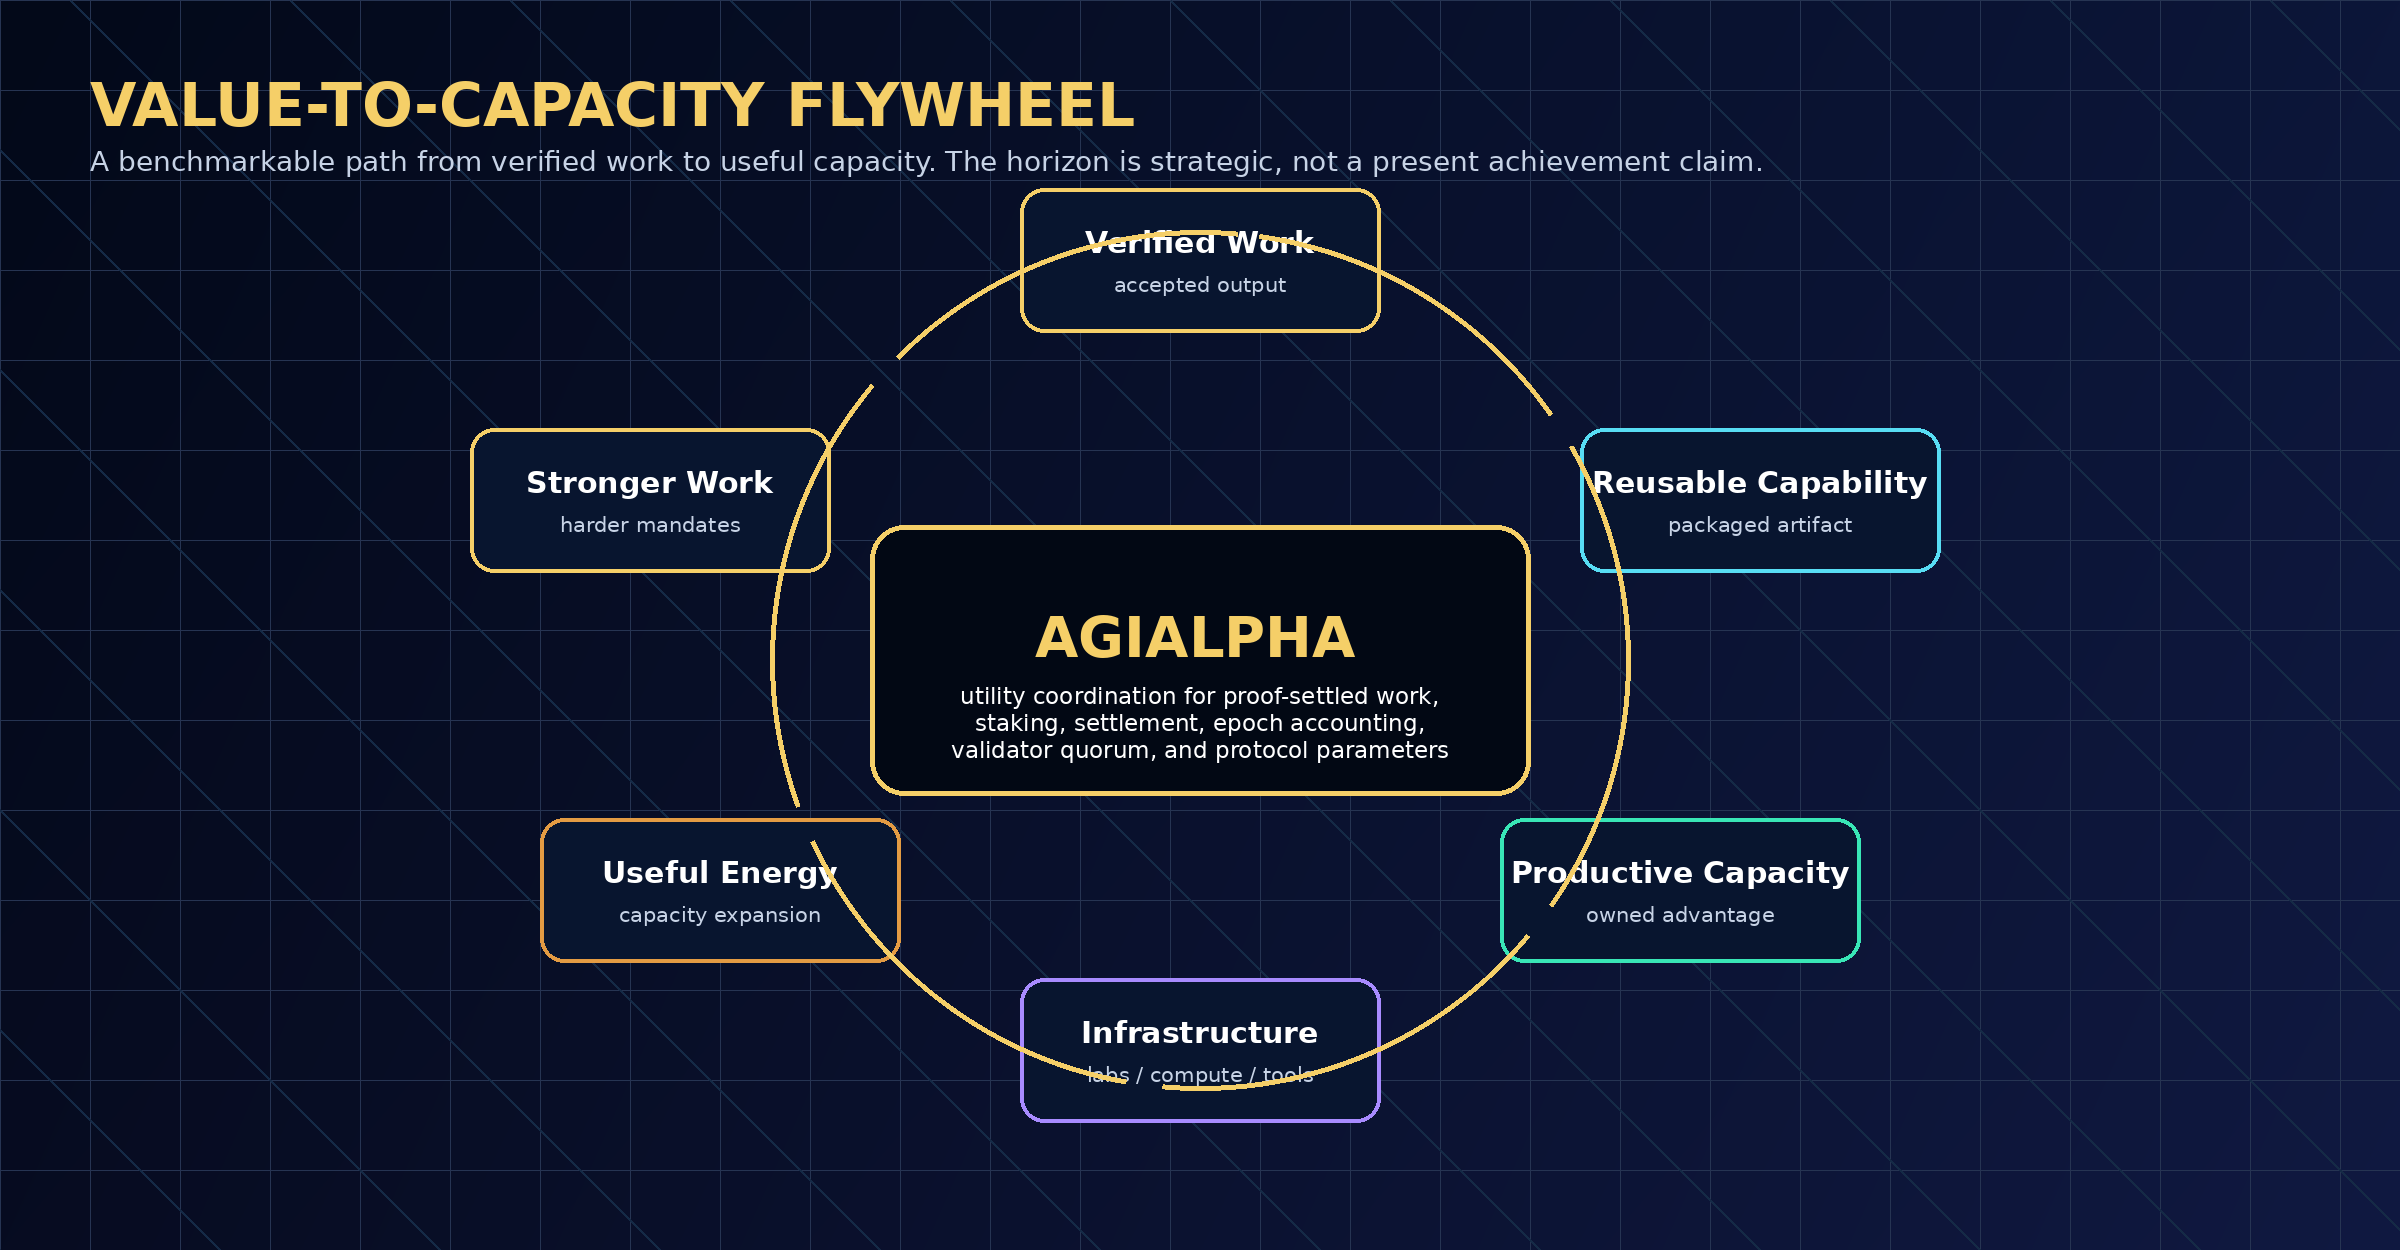 VALUE-TO-CAPACITY FLYWHEEL
A benchmarkable path from verified work to useful capacity. The horizon is strategic, not a present achievement claim.
Verified Work
accepted output
Stronger Work
harder mandates
Reusable Capability
packaged artifact
AGIALPHA
utility coordination for proof-settled work,
staking, settlement, epoch accounting,
validator quorum, and protocol parameters
Useful Energy
capacity expansion
Productive Capacity
owned advantage
Infrastructure
labs / compute / tools